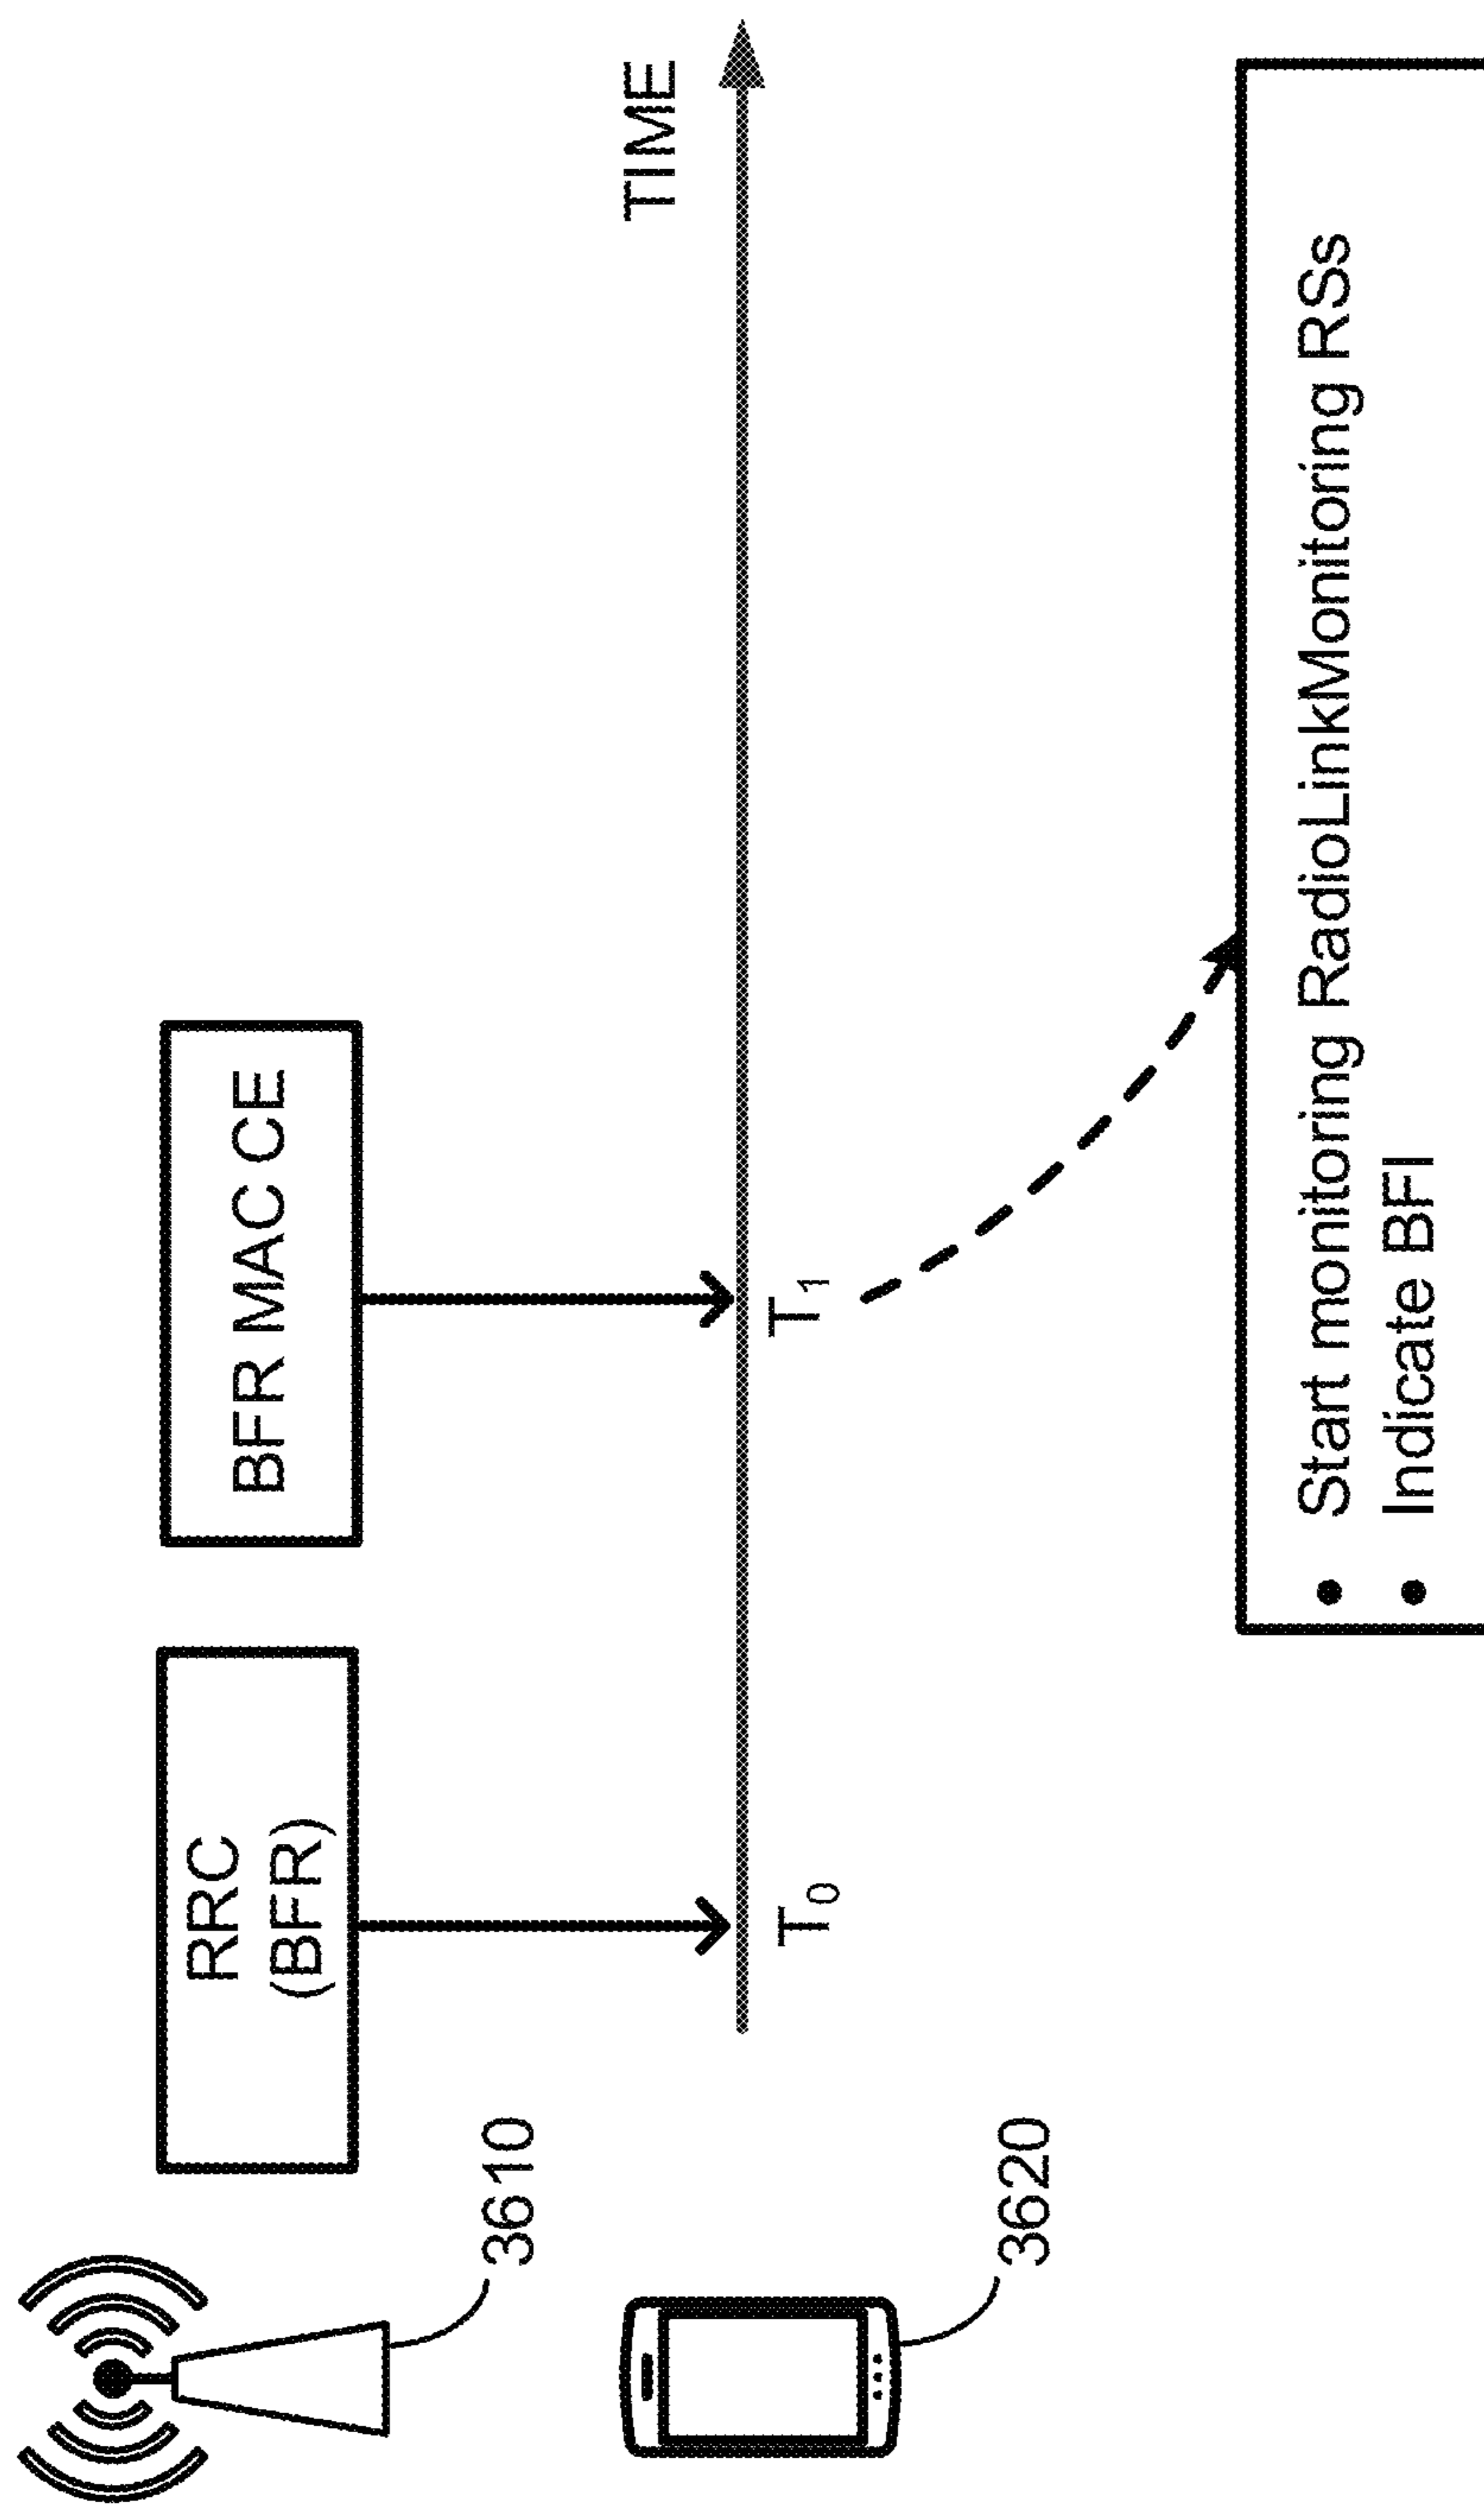 3610
RRC
(BFR)
BFR MAC CE
TIME
3620
T0
T1
• Start monitoring RadioLinkMonitoring RSs
• Indicate BFI